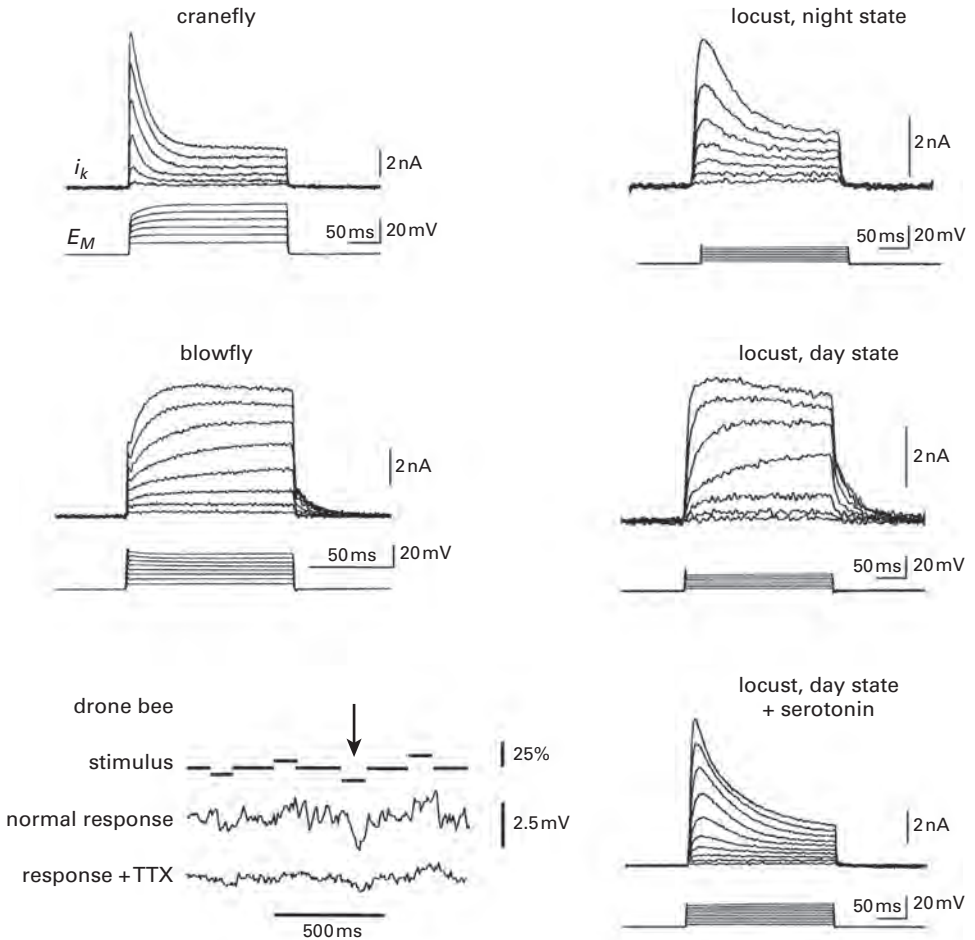 cranefly
i_k
2 nA
E_M
50 ms
20 mV
locust, night state
2 nA
50 ms
20 mV
blowfly
2 nA
50 ms
20 mV
locust, day state
2 nA
50 ms
20 mV
drone bee
stimulus
25%
normal response
2.5 mV
response + TTX
500 ms
locust, day state
+ serotonin
2 nA
50 ms
20 mV